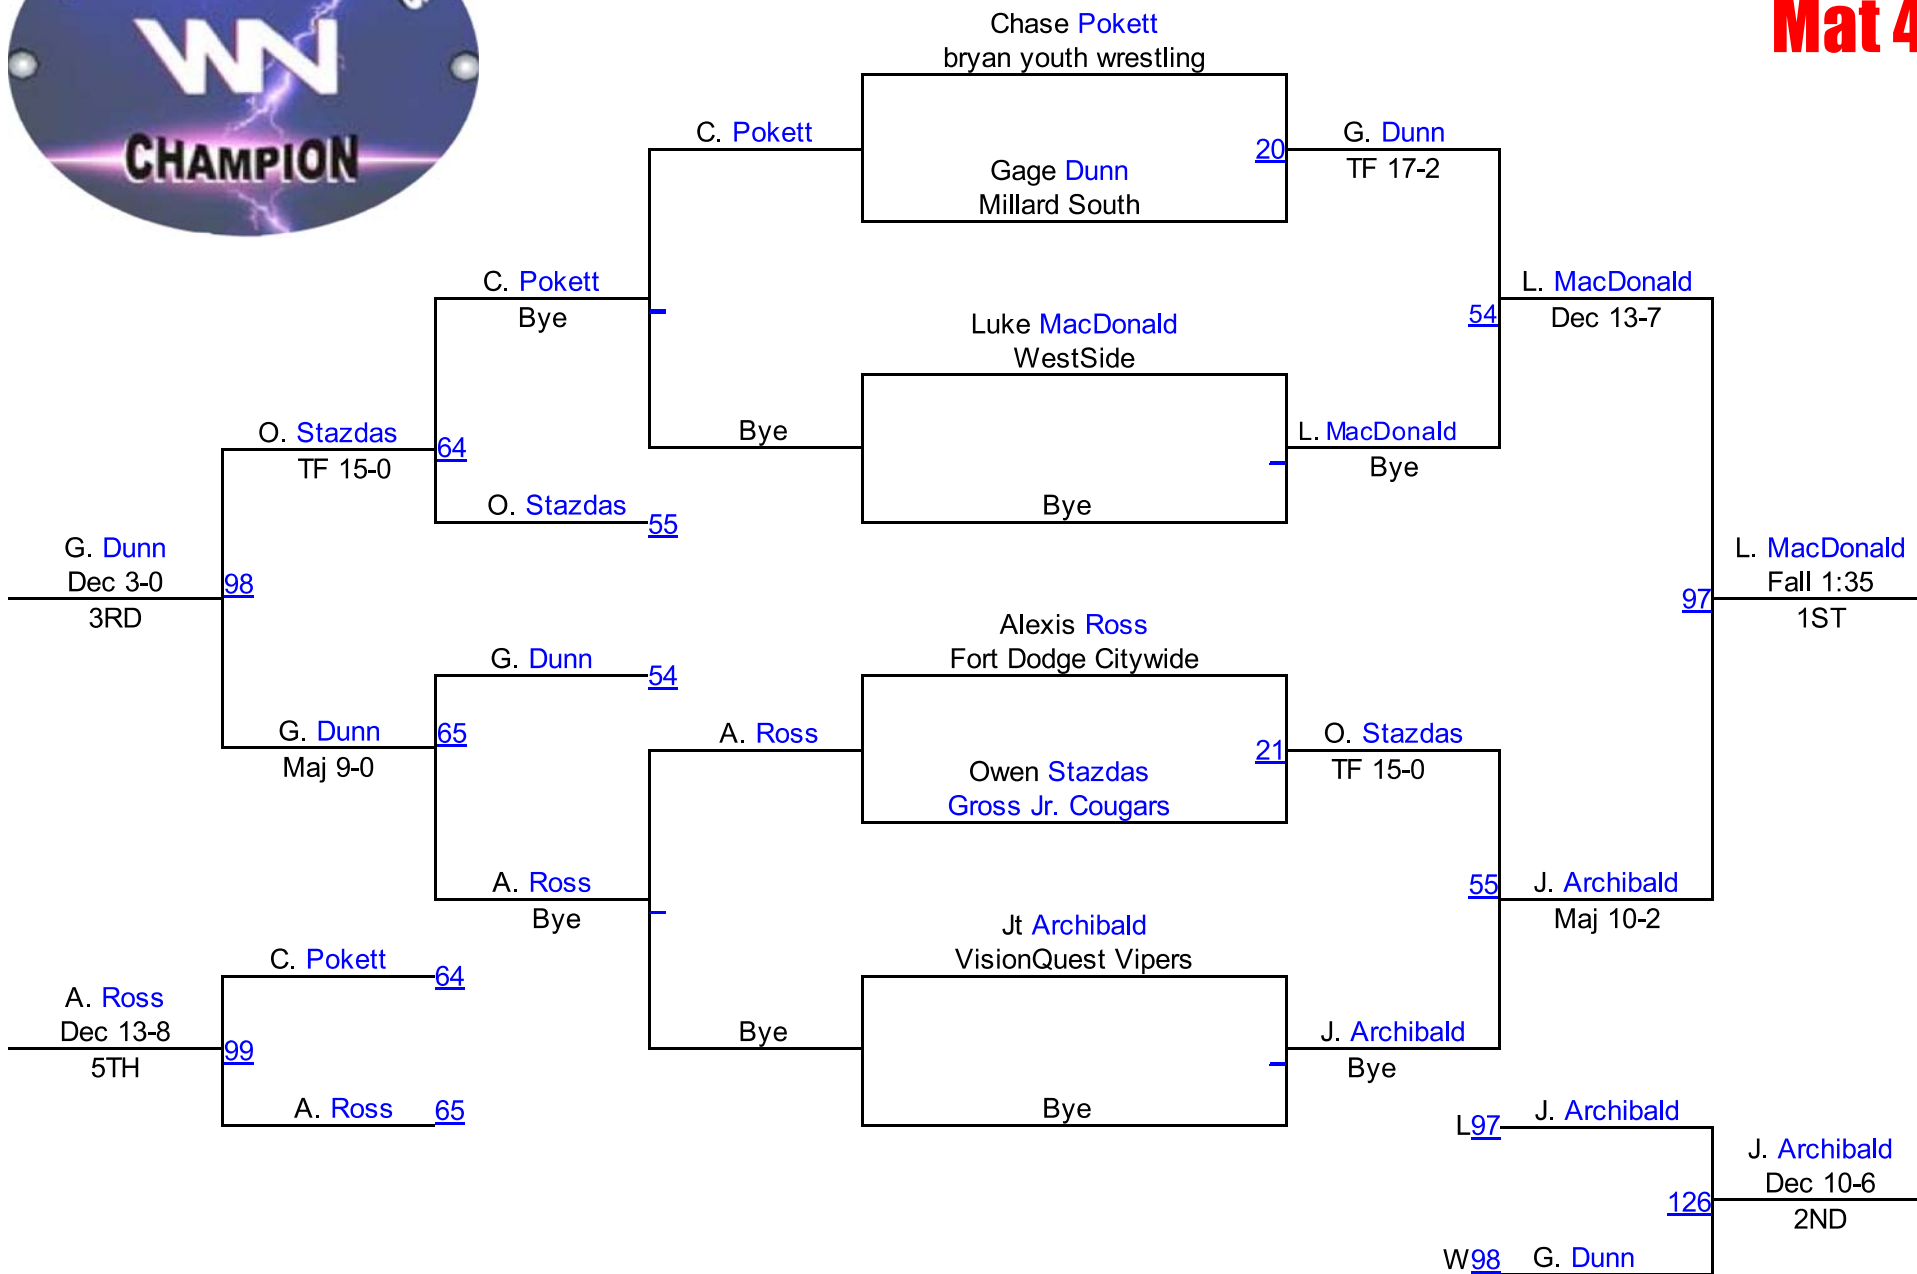 WN
CHAMPION
Mat 4
Chase Pokett
bryan youth wrestling
C. Pokett
20
G. Dunn
TF 17-2
Gage Dunn
Millard South
C. Pokett
Bye
L. MacDonald
Dec 13-7
54
Luke MacDonald
WestSide
O. Stazdas
TF 15-0
64
Bye
L. MacDonald
Bye
O. Stazdas
55
Bye
G. Dunn
Dec 3-0
3RD
98
L. MacDonald
Fall 1:35
1ST
97
Alexis Ross
Fort Dodge Citywide
G. Dunn
54
G. Dunn
Maj 9-0
65
A. Ross
21
O. Stazdas
TF 15-0
Owen Stazdas
Gross Jr. Cougars
A. Ross
Bye
55
J. Archibald
Maj 10-2
Jt Archibald
VisionQuest Vipers
C. Pokett
64
A. Ross
Dec 13-8
5TH
99
Bye
J. Archibald
Bye
A. Ross
65
Bye
L97
J. Archibald
J. Archibald
Dec 10-6
2ND
126
W98
G. Dunn